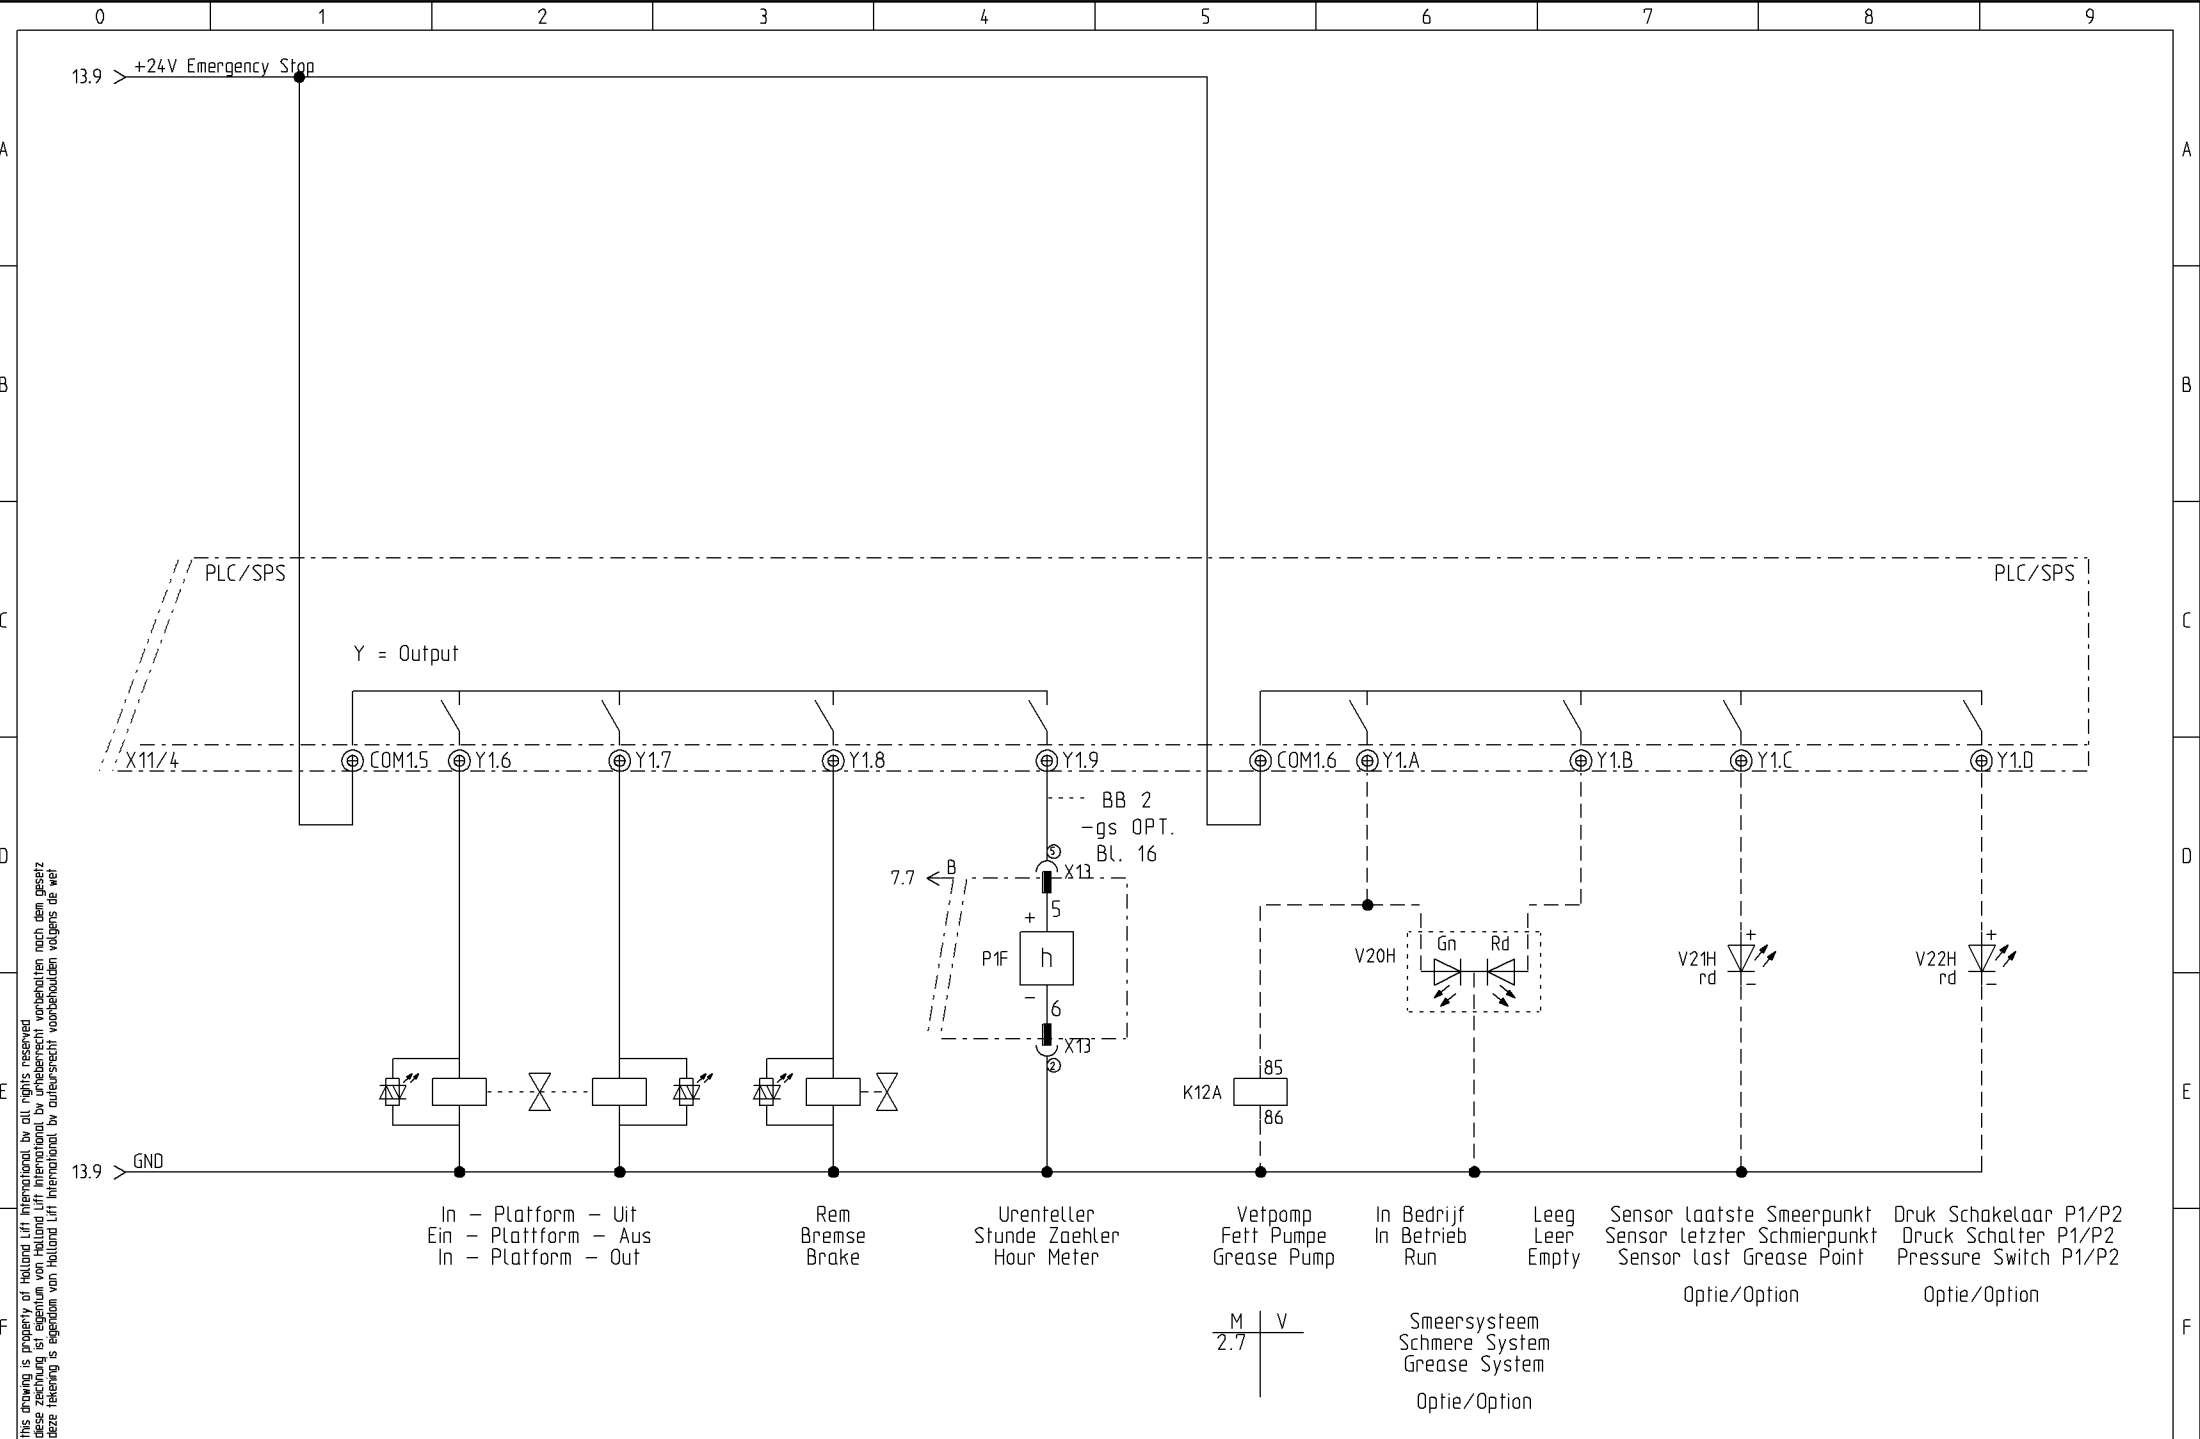 0 1 2 3 4 5 6 7 8 9
13.9 +24V Emergency Stop
A A
B B
PLC/SPS PLC/SPS
C C
Y = Output
X11/4 COM1.5 Y1.6 Y1.7 Y1.8 Y1.9 COM1.6 Y1.A Y1.B Y1.C Y1.D
BB 2
-gs OPT.
Bl. 16
D D
5
X13
7.7 B
5
+
P1F h
-
6
X13
2
V20H Gn Rd
V21H
rd
+
-
V22H
rd
+
-
E E
85
K12A
86
13.9 GND
In - Platform - Uit
Ein - Plattform - Aus
In - Platform - Out
Rem
Bremse
Brake
Urenteller
Stunde Zaehler
Hour Meter
Vetpomp
Fett Pumpe
Grease Pump
In Bedrijf
In Betrieb
Run
Leeg
Leer
Empty
Sensor laatste Smeerpunkt
Sensor letzter Schmierpunkt
Sensor last Grease Point
Optie/Option
Druk Schakelaar P1/P2
Druck Schalter P1/P2
Pressure Switch P1/P2
Optie/Option
F F
M V
2.7
Smeersysteem
Schmere System
Grease System
Optie/Option
this drawing is property of Holland Lift International bv all rights reserved
diese zeichnung ist eigentum von Holland Lift International bv urheberrecht vorbehalten nach dem gesetz
deze tekening is eigendom van Holland Lift International bv auteursrecht voorbehouden volgens de wet